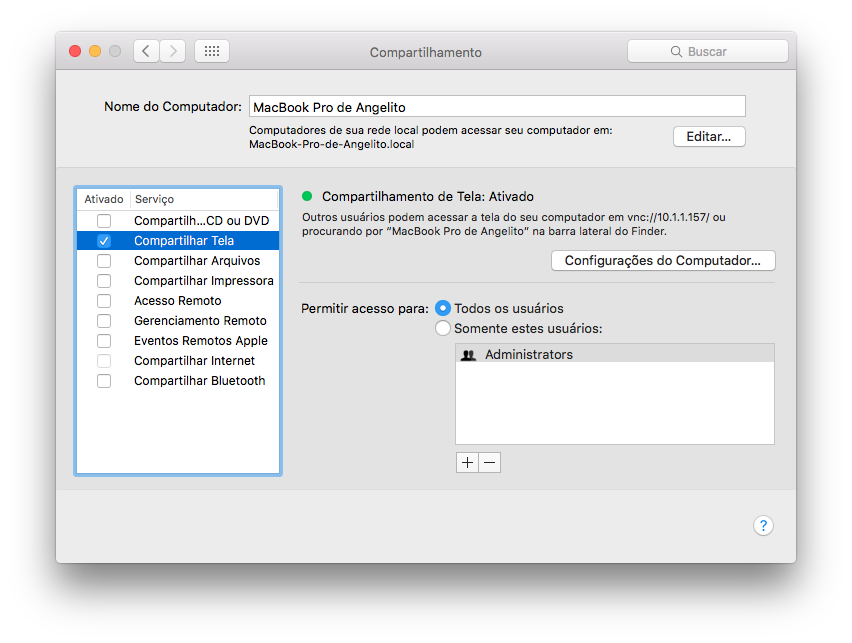 Compartilhamento
Buscar
Nome do Computador: MacBook Pro de Angelito
Computadores de sua rede local podem acessar seu computador em:
MacBook-Pro-de-Angelito.local
Editar...
Ativado Serviço
Compartilh...CD ou DVD
Compartilhar Tela
Compartilhar Arquivos
Compartilhar Impressora
Acesso Remoto
Gerenciamento Remoto
Eventos Remotos Apple
Compartilhar Internet
Compartilhar Bluetooth
Compartilhamento de Tela: Ativado
Outros usuários podem acessar a tela do seu computador em vnc://10.1.1.157/ ou
procurando por “MacBook Pro de Angelito” na barra lateral do Finder.
Configurações do Computador...
Permitir acesso para: Todos os usuários
Somente estes usuários:
Administrators
+ −
?